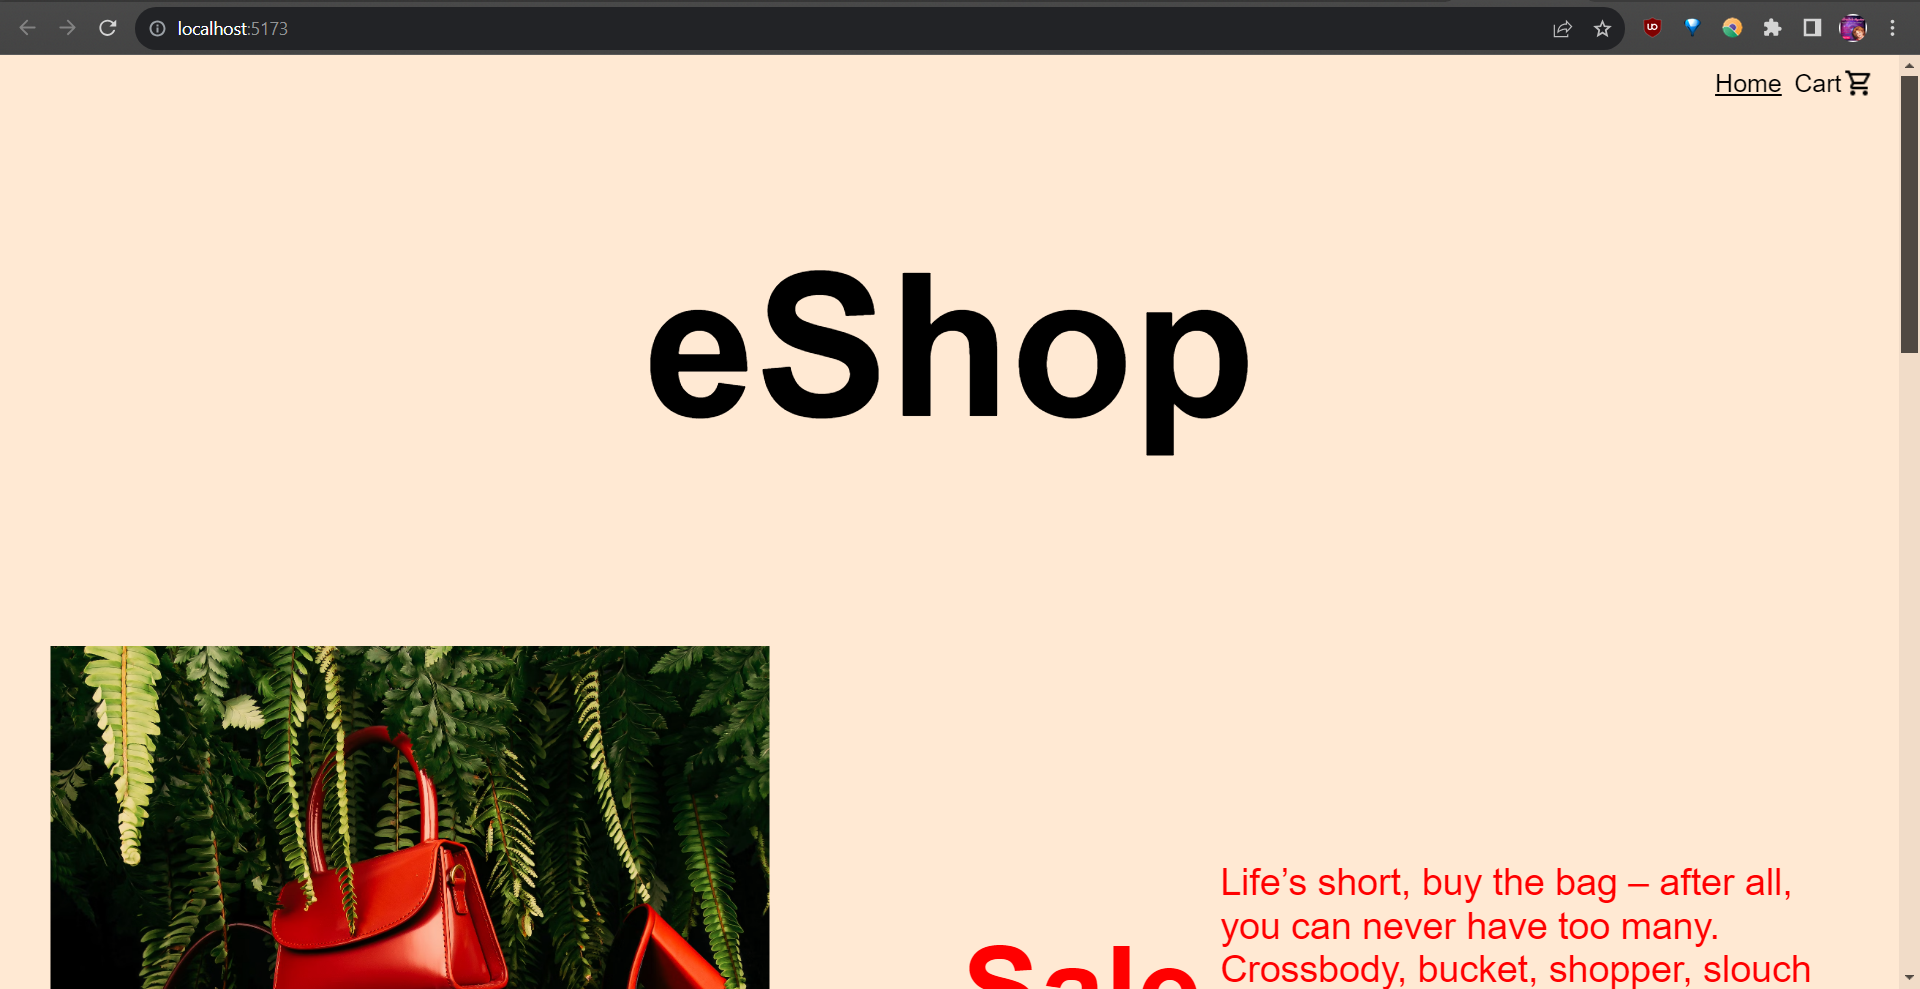 localhost:5173
Home Cart
eShop
Life’s short, buy the bag – after all,
you can never have too many.
Sale
Crossbody, bucket, shopper, slouch